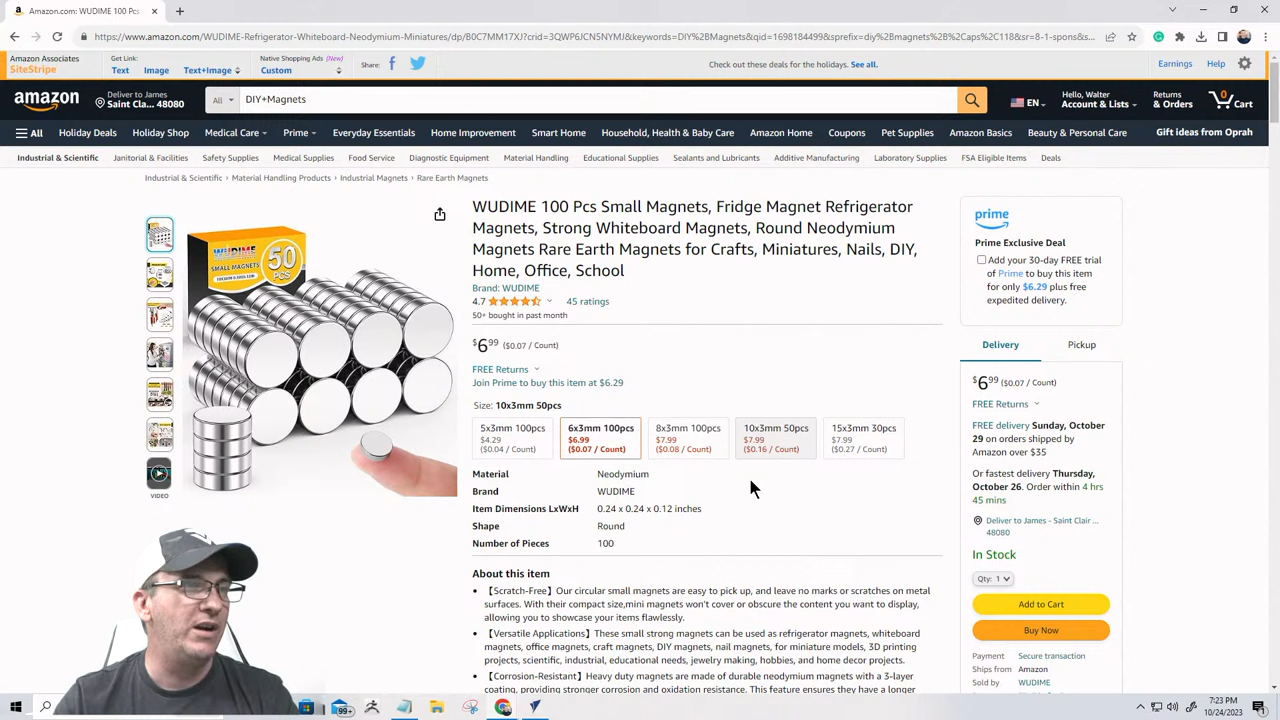 Amazon.com: WUDIME 100 Pcs
https://www.amazon.com/WUDIME-Refrigerator-Whiteboard-Neodymium-Miniatures/dp/B0C7MM17XJ?crid=3QWP6JCN5NYMJ&keywords=DIY%2BMagnets&qid=1698184499&sprefix=diy%2Bmagnets%2B%2Caps%2C118&sr=8-1-spons&s...
Amazon Associates
SiteStripe
Get Link:
Text Image Text+Image
Native Shopping Ads (New)
Custom
Share:
Check out these deals for the holidays. See all.
Earnings Help
amazon
Deliver to James
Saint Cla... 48080
All DIY+Magnets
EN
Hello, Walter
Account & Lists
Returns
& Orders
0
Cart
All Holiday Deals Holiday Shop Medical Care Prime Everyday Essentials Home Improvement Smart Home Household, Health & Baby Care Amazon Home Coupons Pet Supplies Amazon Basics Beauty & Personal Care Gift ideas from Oprah
Industrial & Scientific Janitorial & Facilities Safety Supplies Medical Supplies Food Service Diagnostic Equipment Material Handling Educational Supplies Sealants and Lubricants Additive Manufacturing Laboratory Supplies FSA Eligible Items Deals
Industrial & Scientific › Material Handling Products › Industrial Magnets › Rare Earth Magnets
WUDIME
SMALL MAGNETS
50
PCS
VIDEO
WUDIME 100 Pcs Small Magnets, Fridge Magnet Refrigerator
Magnets, Strong Whiteboard Magnets, Round Neodymium
Magnets Rare Earth Magnets for Crafts, Miniatures, Nails, DIY,
Home, Office, School
Brand: WUDIME
4.7 45 ratings
50+ bought in past month
$6 99 ($0.07 / Count)
FREE Returns
Join Prime to buy this item at $6.29
Size: 10x3mm 50pcs
5x3mm 100pcs
$4.29
($0.04 / Count)
6x3mm 100pcs
$6.99
($0.07 / Count)
8x3mm 100pcs
$7.99
($0.08 / Count)
10x3mm 50pcs
$7.99
($0.16 / Count)
15x3mm 30pcs
$7.99
($0.27 / Count)
Material Neodymium
Brand WUDIME
Item Dimensions LxWxH 0.24 x 0.24 x 0.12 inches
Shape Round
Number of Pieces 100
About this item
• 【Scratch-Free】Our circular small magnets are easy to pick up, and leave no marks or scratches on metal
surfaces. With their compact size,mini magnets won't cover or obscure the content you want to display,
allowing you to showcase your items flawlessly.
• 【Versatile Applications】These small strong magnets can be used as refrigerator magnets, whiteboard
magnets, office magnets, craft magnets, DIY magnets, nail magnets, for miniature models, 3D printing
projects, scientific, industrial, educational needs, jewelry making, hobbies, and home decor projects.
• 【Corrosion-Resistant】Heavy duty magnets are made of durable neodymium magnets with a 3-layer
coating, providing stronger corrosion and oxidation resistance. This feature ensures they have a longer
prime
Prime Exclusive Deal
Add your 30-day FREE trial
of Prime to buy this item
for only $6.29 plus free
expedited delivery.
Delivery Pickup
$6 99 ($0.07 / Count)
FREE Returns
FREE delivery Sunday, October
29 on orders shipped by
Amazon over $35
Or fastest delivery Thursday,
October 26. Order within 4 hrs
45 mins
Deliver to James - Saint Clair ...
48080
In Stock
Qty: 1
Add to Cart
Buy Now
Payment Secure transaction
Ships from Amazon
Sold by WUDIME
99+
7:23 PM
10/24/2023